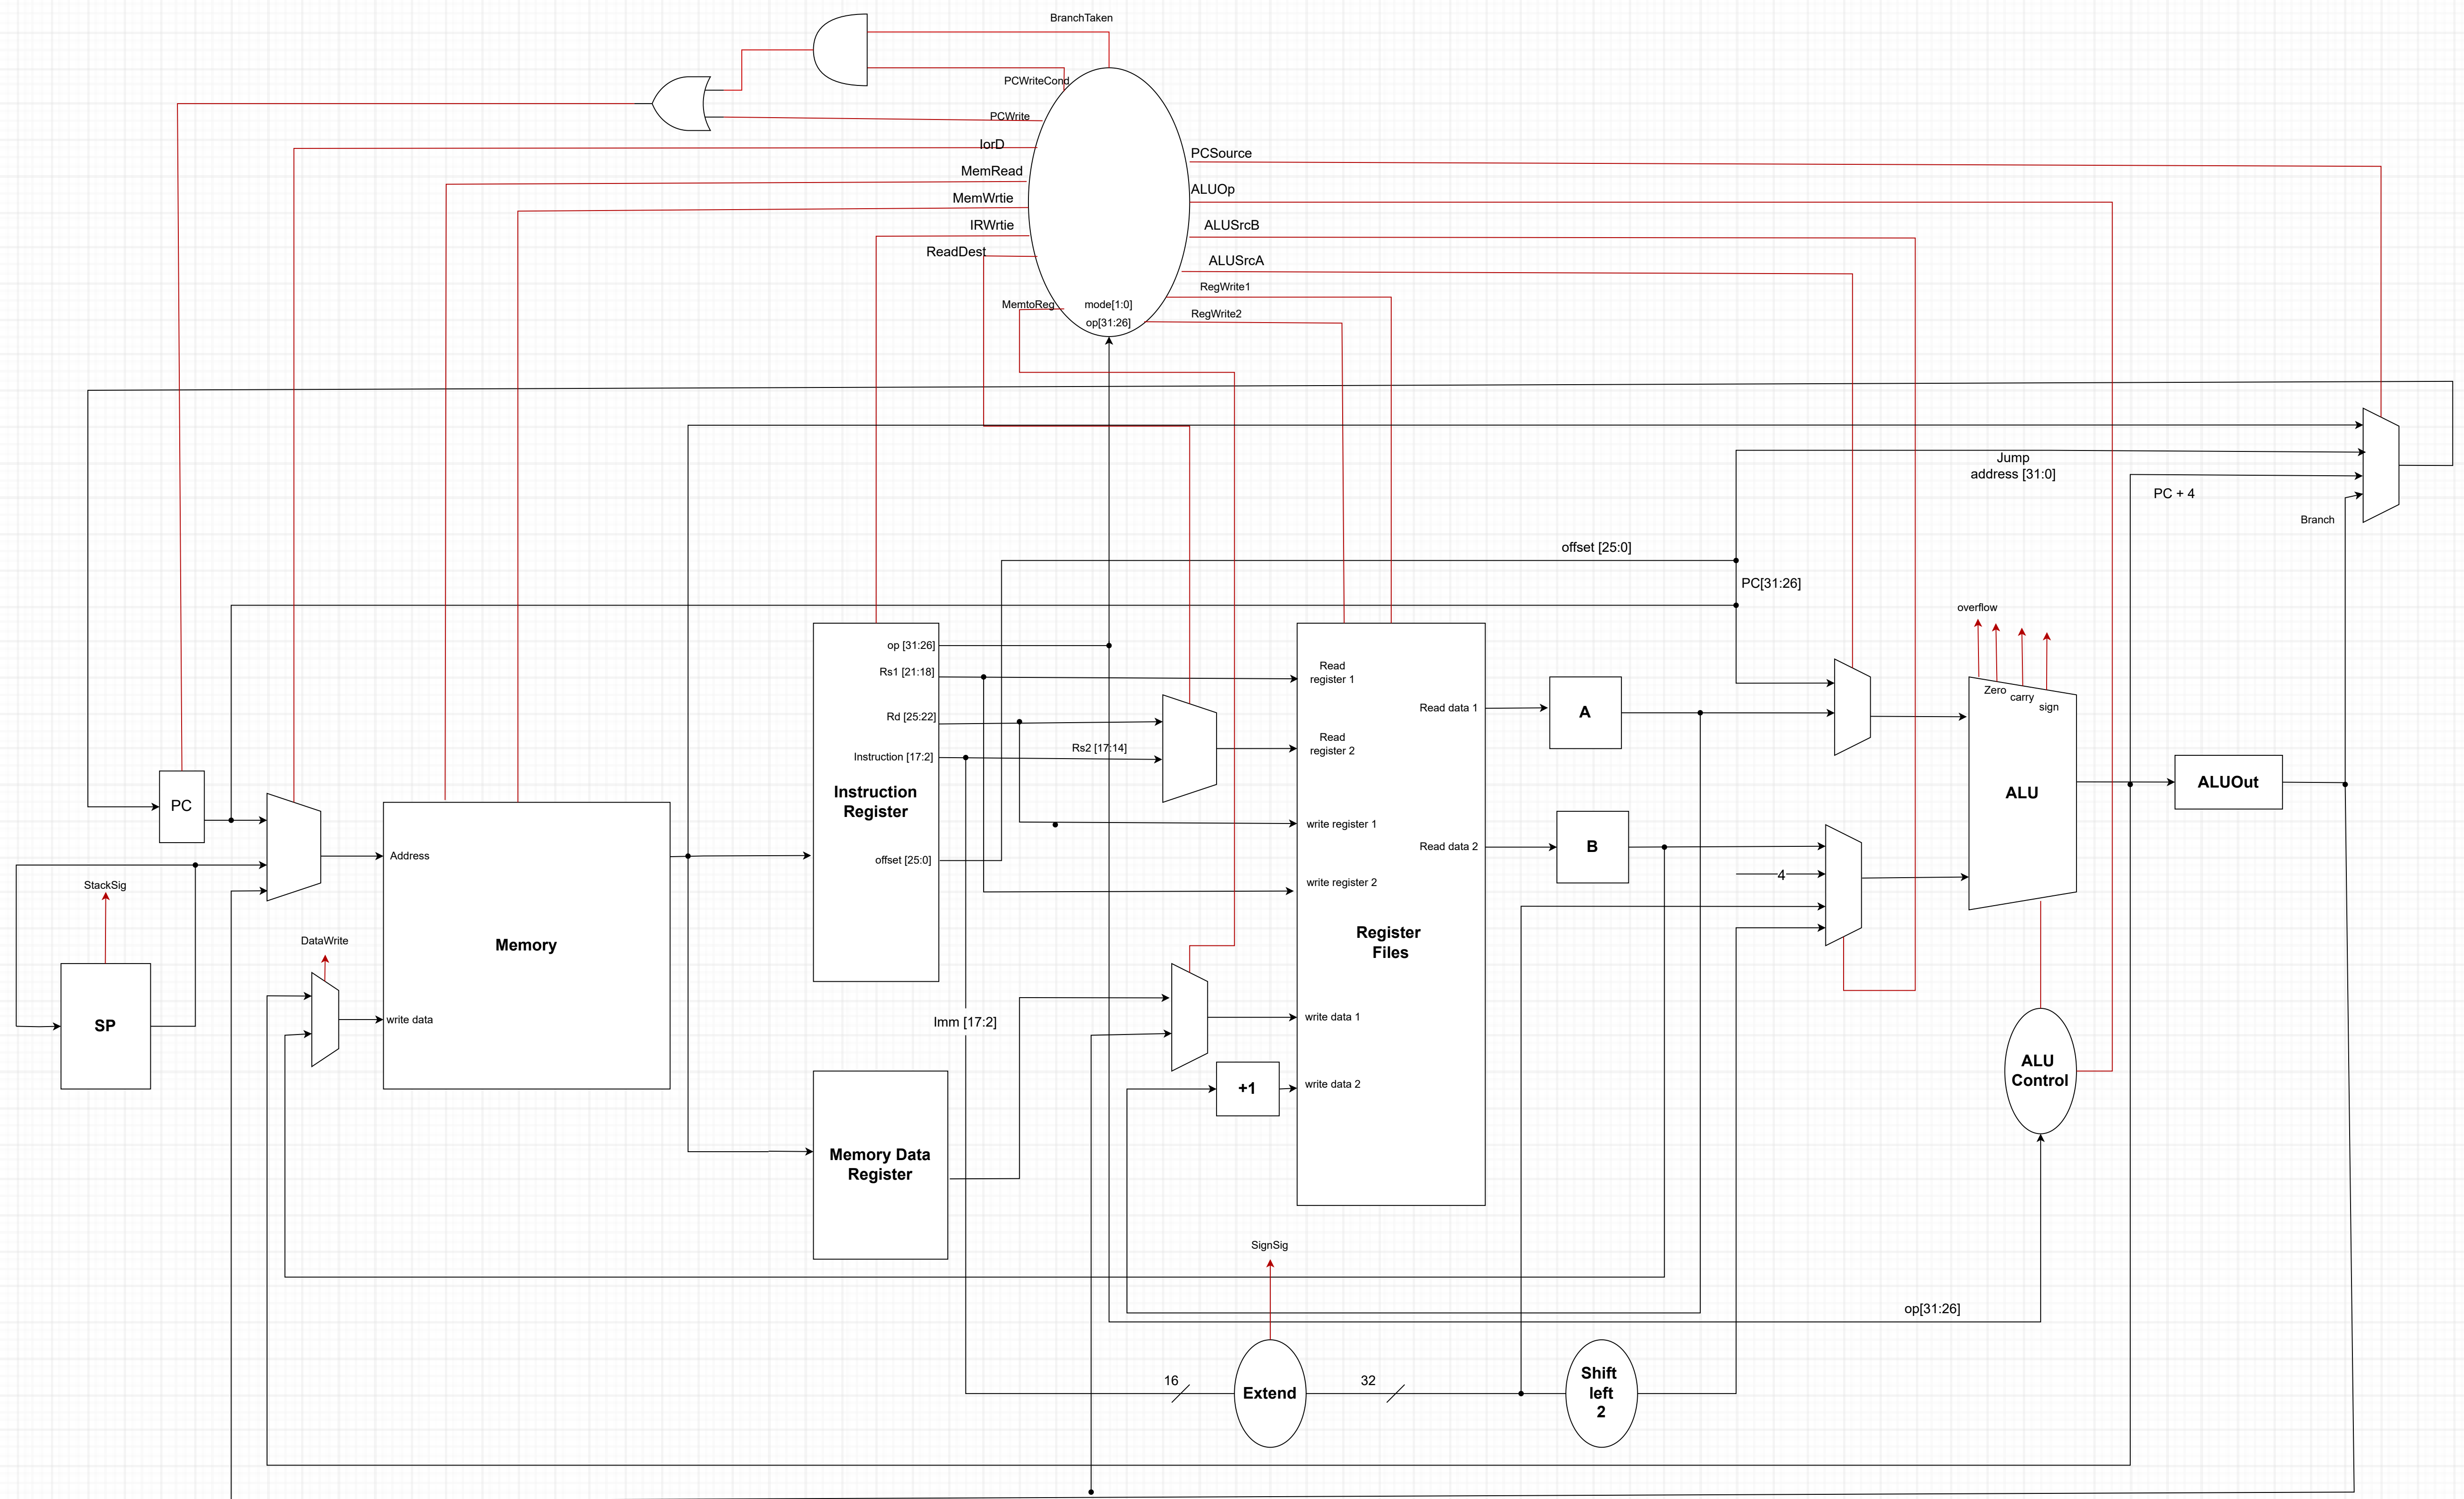 BranchTaken
PCWriteCond
PCWrite
IorD
PCSource
MemRead
ALUOp
MemWrtie
IRWrtie
ALUSrcB
ReadDest
ALUSrcA
RegWrite1
MemtoReg
mode[1:0]
RegWrite2
op[31:26]
Jump
address [31:0]
PC + 4
Branch
offset [25:0]
PC[31:26]
overflow
Zero
carry
sign
op [31:26]
Rs1 [21:18]
Rd [25:22]
Instruction [17:2]
Rs2 [17:14]
Instruction
Register
offset [25:0]
Read
register 1
Read
register 2
write register 1
write register 2
Read data 1
Read data 2
Register
Files
write data 1
write data 2
A
B
4
ALU
ALUOut
PC
Address
Memory
write data
StackSig
DataWrite
SP
Imm [17:2]
+1
ALU
Control
Memory Data
Register
SignSig
op[31:26]
16
Extend
32
Shift
left
2